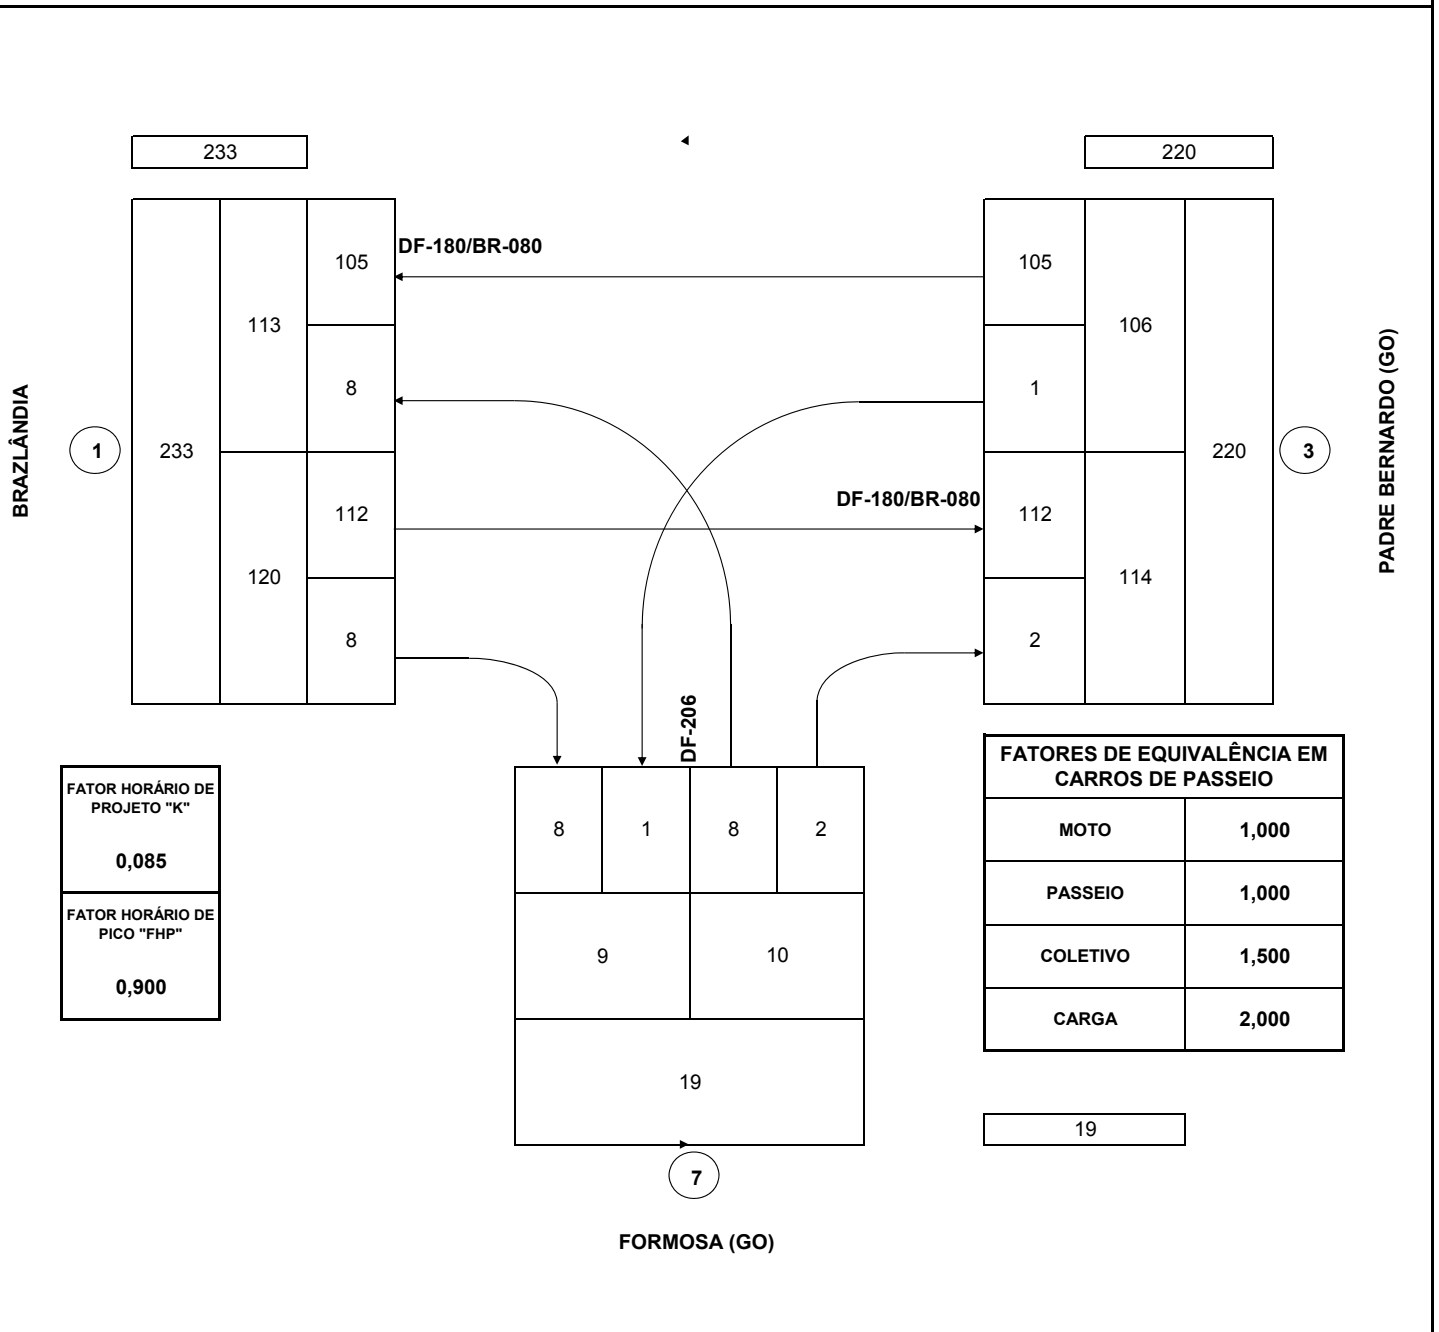 233
220
DF-180/BR-080
105
105
113
106
8
1
BRAZLÂNDIA
1
233
220
3
PADRE BERNARDO (GO)
DF-180/BR-080
112
112
120
114
8
2
DF-206
FATOR HORÁRIO DE
PROJETO "K"
0,085
FATOR HORÁRIO DE
PICO "FHP"
0,900
8
1
8
2
9
10
19
FATORES DE EQUIVALÊNCIA EM
CARROS DE PASSEIO
MOTO
1,000
PASSEIO
1,000
COLETIVO
1,500
CARGA
2,000
19
7
FORMOSA (GO)